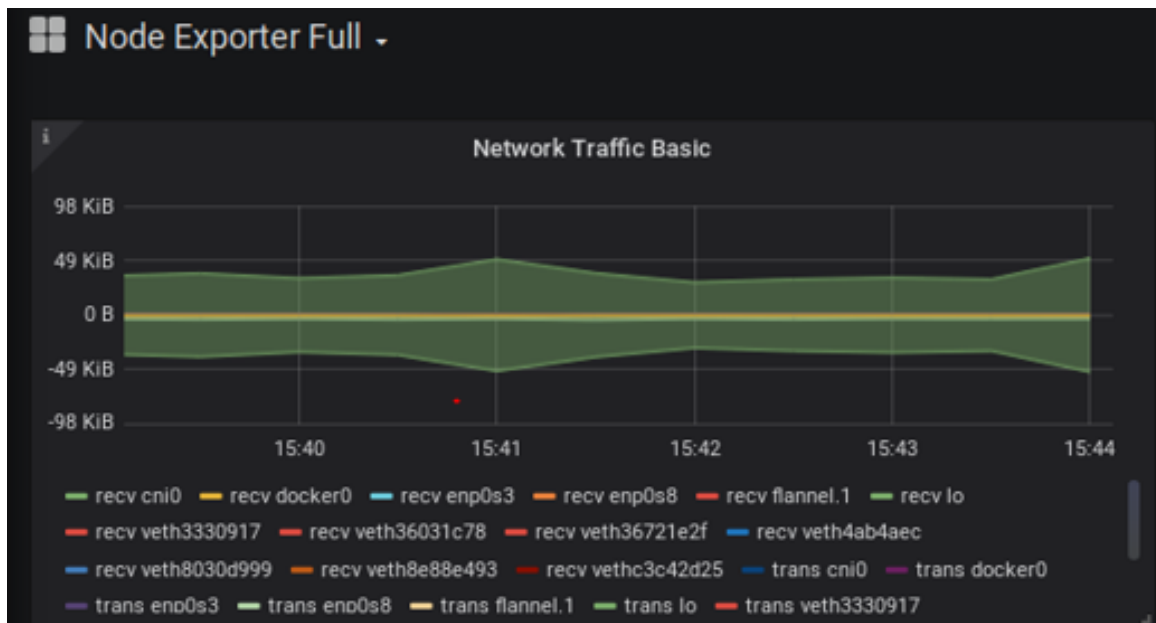 Node Exporter Full
i
Network Traffic Basic
98 KiB
49 KiB
0 B
-49 KiB
-98 KiB
15:40 15:41 15:42 15:43 15:44
recv cni0 recv docker0 recv enp0s3 recv enp0s8 recv flannel.1 recv lo
recv veth3330917 recv veth36031c78 recv veth36721e2f recv veth4ab4aec
recv veth8030d999 recv veth8e88e493 recv vethc3c42d25 trans cni0 trans docker0
trans enp0s3 trans enp0s8 trans flannel.1 trans lo trans veth3330917